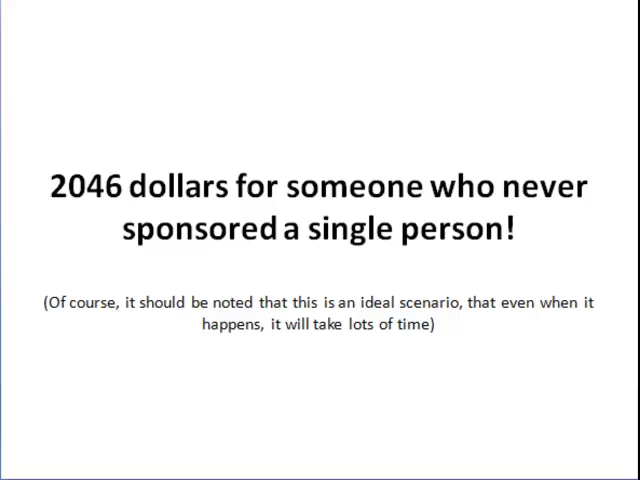 2046 dollars for someone who never
sponsored a single person!
(Of course, it should be noted that this is an ideal scenario, that even when it
happens, it will take lots of time)